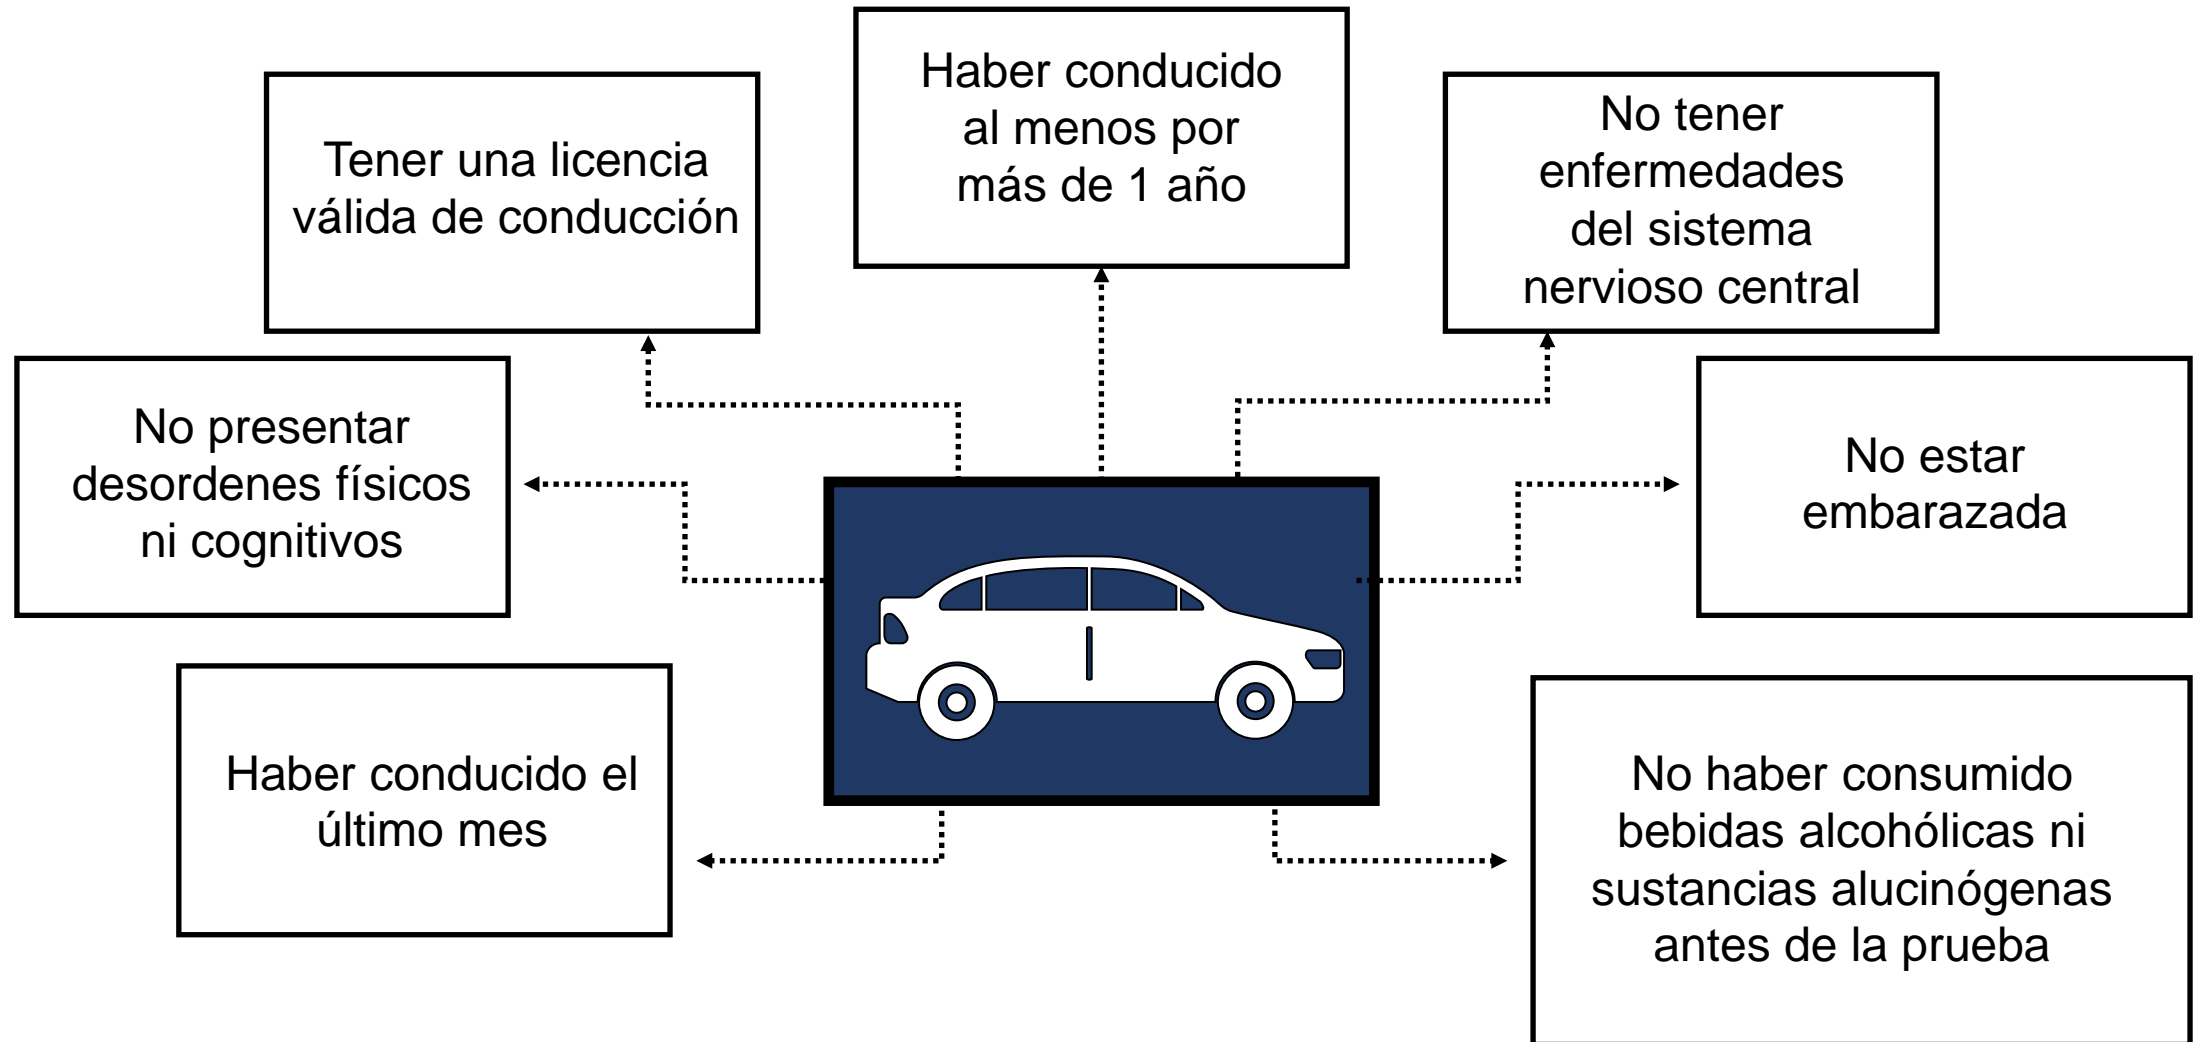 Haber conducido
al menos por
más de 1 año
Tener una licencia
válida de conducción
No tener
enfermedades
del sistema
nervioso central
No presentar
desordenes físicos
ni cognitivos
No estar
embarazada
Haber conducido el
último mes
No haber consumido
bebidas alcohólicas ni
sustancias alucinógenas
antes de la prueba